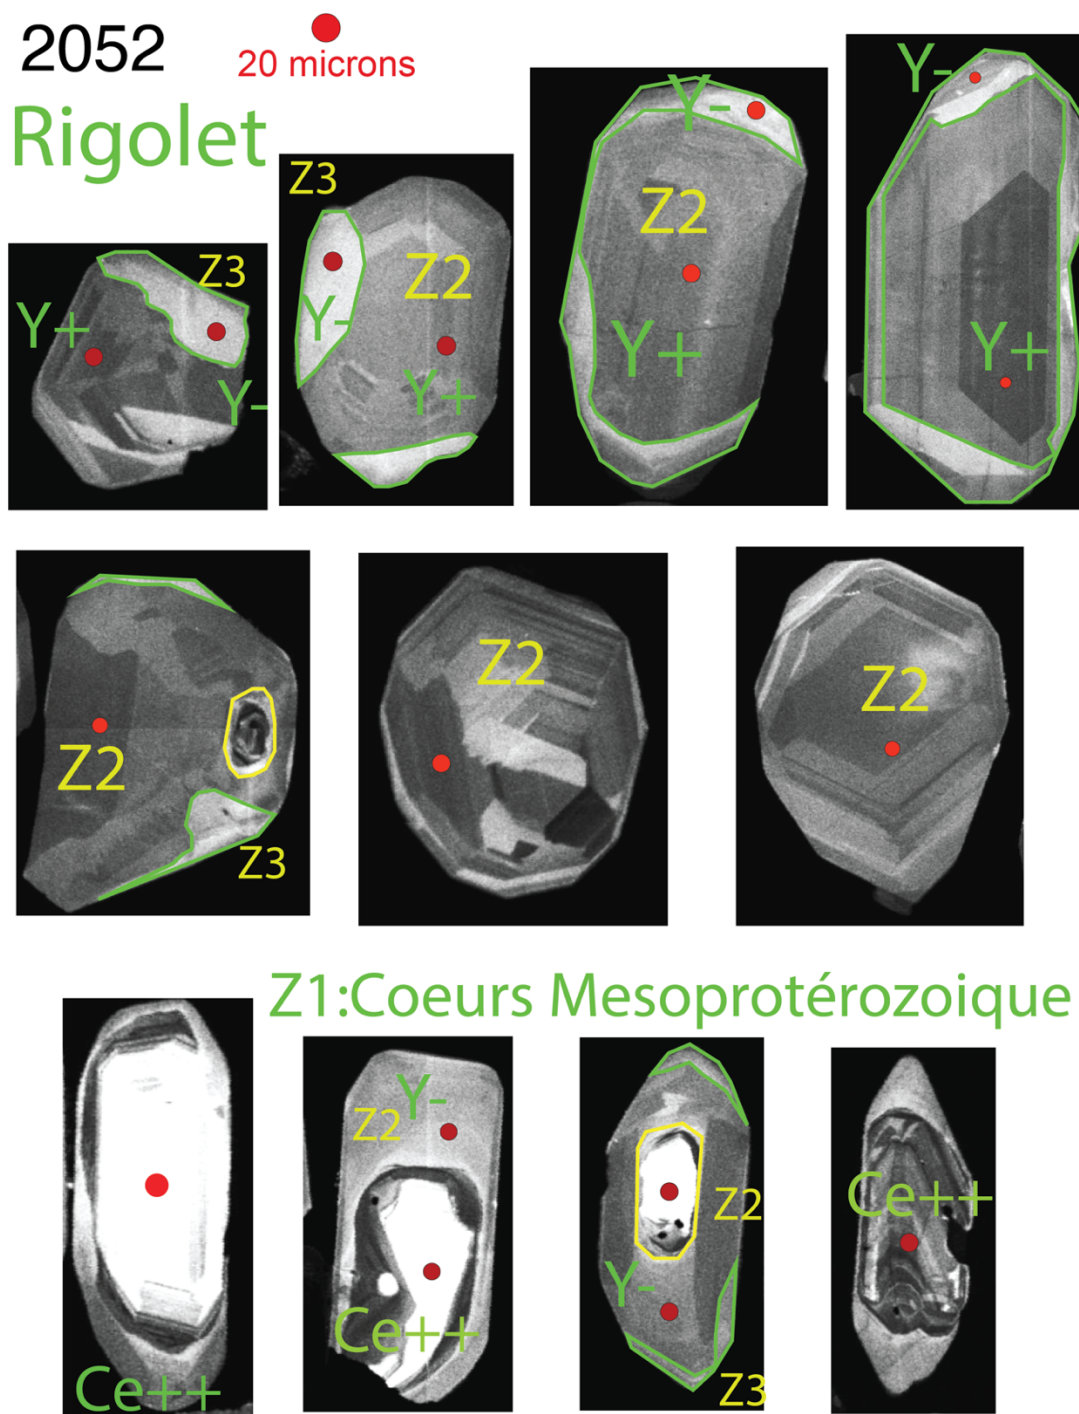 2052
20 microns
Rigolet
Y+
Z3
Y-
Z3
Y-
Z2
Y+
Y-
Z2
Y+
Y-
Y+
Z2
Z3
Z2
Z2
Z1:Coeurs Mesoprotérozoique
Ce++
Y-
Z2
Ce++
Z2
Y-
Z3
Ce++